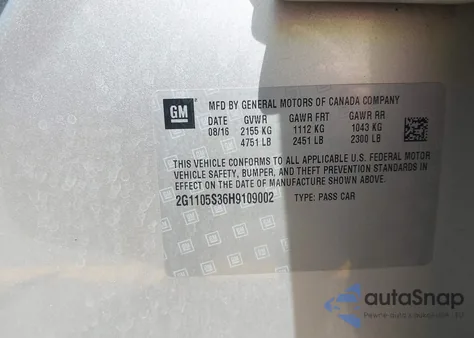 GM
MFD BY GENERAL MOTORS OF CANADA COMPANY
DATE GVWR GAWR FRT GAWR RR
08/16 2155 KG 1112 KG 1043 KG
4751 LB 2451 LB 2300 LB
THIS VEHICLE CONFORMS TO ALL APPLICABLE U.S. FEDERAL MOTOR
VEHICLE SAFETY, BUMPER, AND THEFT PREVENTION STANDARDS IN
EFFECT ON THE DATE OF MANUFACTURE SHOWN ABOVE.
2G1105S36H9109002 TYPE: PASS CAR
autoSnap